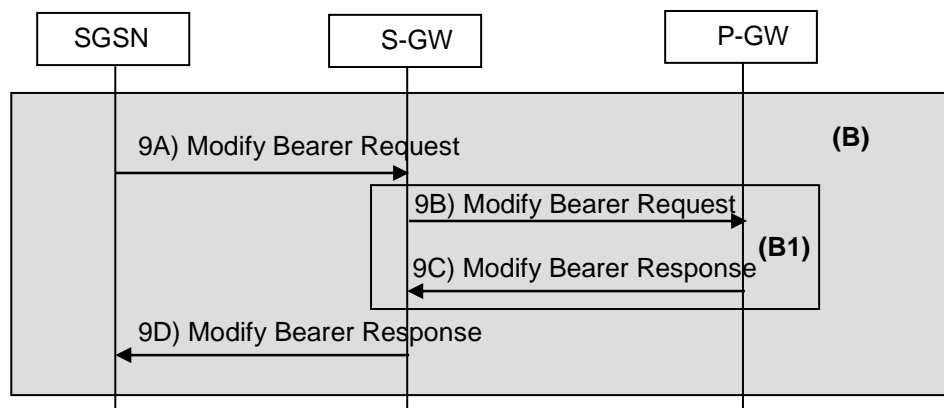 SGSN
S-GW
P-GW
(B)
9A) Modify Bearer Request
9B) Modify Bearer Request
(B1)
9C) Modify Bearer Response
9D) Modify Bearer Response